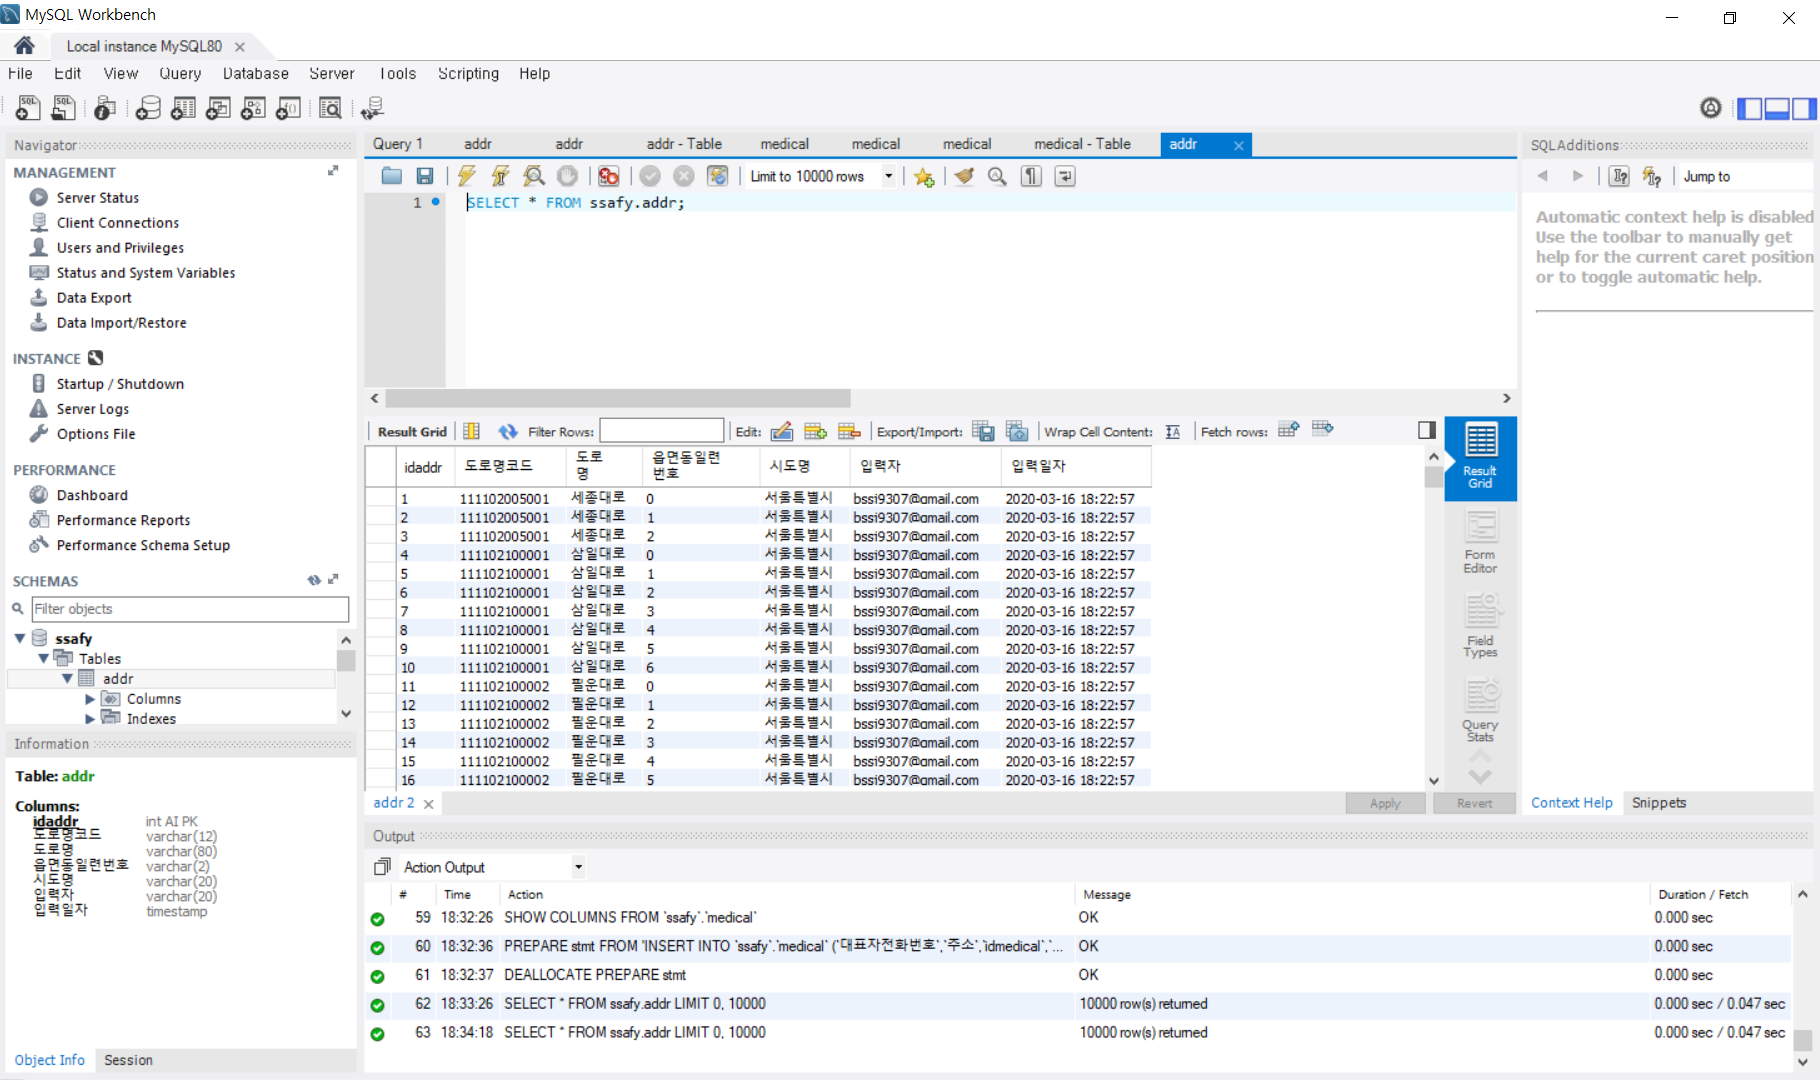 MySQL Workbench
Local instance MySQL80
File Edit View Query Database Server Tools Scripting Help
Navigator
MANAGEMENT
Server Status
Client Connections
Users and Privileges
Status and System Variables
Data Export
Data Import/Restore
INSTANCE
Startup / Shutdown
Server Logs
Options File
PERFORMANCE
Dashboard
Performance Reports
Performance Schema Setup
SCHEMAS
Filter objects
ssafy
Tables
addr
Columns
Indexes
Information
Table: addr
Columns:
idaddr int AI PK
도로명코드 varchar(12)
도로명 varchar(80)
읍면동일련번호 varchar(2)
시도명 varchar(20)
입력자 varchar(20)
입력일자 timestamp
Object Info Session
Query 1 addr addr addr - Table medical medical medical medical - Table addr
Limit to 10000 rows
1 SELECT * FROM ssafy.addr;
Result Grid Filter Rows: Edit: Export/Import: Wrap Cell Content: Fetch rows:
idaddr 도로명코드 도로명 읍면동일련번호 시도명 입력자 입력일자
1 111102005001 세종대로 0 서울특별시 bssi9307@gmail.com 2020-03-16 18:22:57
2 111102005001 세종대로 1 서울특별시 bssi9307@gmail.com 2020-03-16 18:22:57
3 111102005001 세종대로 2 서울특별시 bssi9307@gmail.com 2020-03-16 18:22:57
4 111102100001 삼일대로 0 서울특별시 bssi9307@gmail.com 2020-03-16 18:22:57
5 111102100001 삼일대로 1 서울특별시 bssi9307@gmail.com 2020-03-16 18:22:57
6 111102100001 삼일대로 2 서울특별시 bssi9307@gmail.com 2020-03-16 18:22:57
7 111102100001 삼일대로 3 서울특별시 bssi9307@gmail.com 2020-03-16 18:22:57
8 111102100001 삼일대로 4 서울특별시 bssi9307@gmail.com 2020-03-16 18:22:57
9 111102100001 삼일대로 5 서울특별시 bssi9307@gmail.com 2020-03-16 18:22:57
10 111102100001 삼일대로 6 서울특별시 bssi9307@gmail.com 2020-03-16 18:22:57
11 111102100002 필운대로 0 서울특별시 bssi9307@gmail.com 2020-03-16 18:22:57
12 111102100002 필운대로 1 서울특별시 bssi9307@gmail.com 2020-03-16 18:22:57
13 111102100002 필운대로 2 서울특별시 bssi9307@gmail.com 2020-03-16 18:22:57
14 111102100002 필운대로 3 서울특별시 bssi9307@gmail.com 2020-03-16 18:22:57
15 111102100002 필운대로 4 서울특별시 bssi9307@gmail.com 2020-03-16 18:22:57
16 111102100002 필운대로 5 서울특별시 bssi9307@gmail.com 2020-03-16 18:22:57
Result
Grid
Form
Editor
Field
Types
Query
Stats
addr 2 Apply Revert
Output
Action Output
# Time Action Message Duration / Fetch
59 18:32:26 SHOW COLUMNS FROM `ssafy`.`medical` OK 0.000 sec
60 18:32:36 PREPARE stmt FROM 'INSERT INTO `ssafy`.`medical` (`대표자전화번호`,`주소`,`idmedical`,`... OK 0.000 sec
61 18:32:37 DEALLOCATE PREPARE stmt OK 0.000 sec
62 18:33:26 SELECT * FROM ssafy.addr LIMIT 0, 10000 10000 row(s) returned 0.000 sec / 0.047 sec
63 18:34:18 SELECT * FROM ssafy.addr LIMIT 0, 10000 10000 row(s) returned 0.000 sec / 0.047 sec
SQLAdditions
Jump to
Automatic context help is disabled
Use the toolbar to manually get
help for the current caret position
or to toggle automatic help.
Context Help Snippets